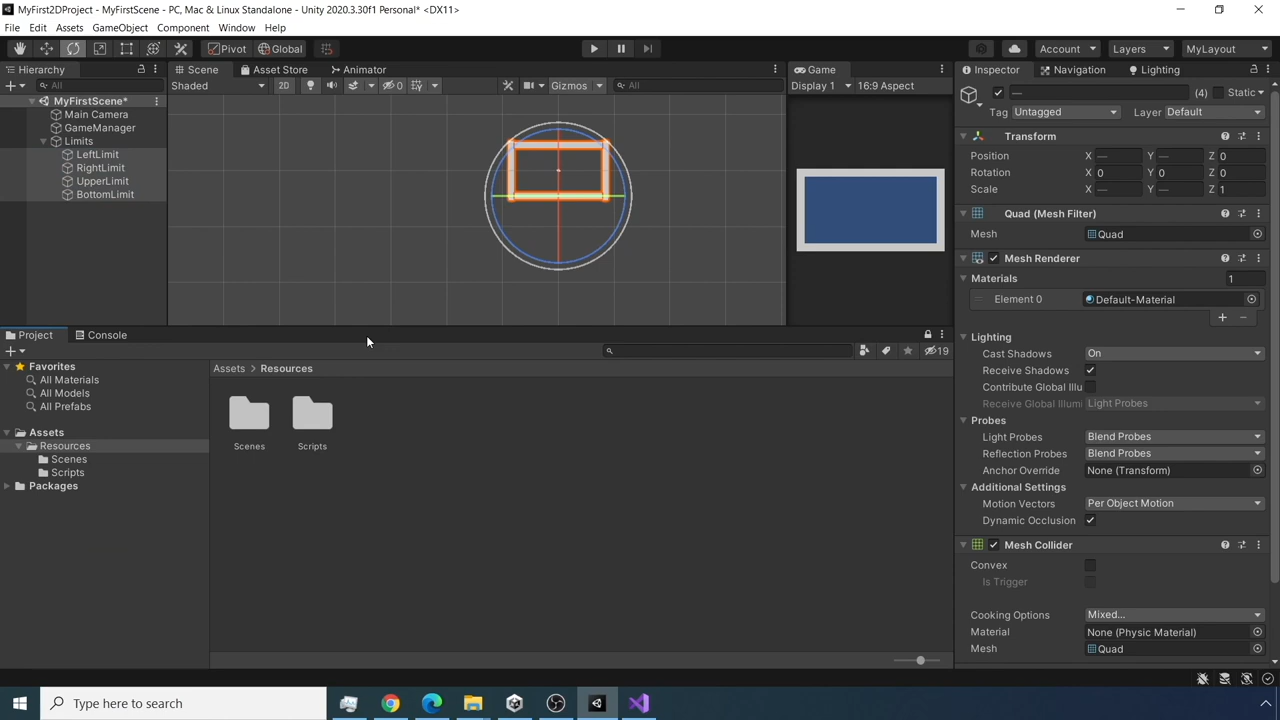 MyFirst2DProject - MyFirstScene - PC, Mac & Linux Standalone - Unity 2020.3.30f1 Personal* <DX11>
File Edit Assets GameObject Component Window Help
Pivot Global Account Layers MyLayout
Hierarchy Scene Asset Store Animator Game Inspector Navigation Lighting
All Shaded 2D 0 Gizmos All Display 1 16:9 Aspect — (4) Static
MyFirstScene*
Main Camera
GameManager
Limits
LeftLimit
RightLimit
UpperLimit
BottomLimit
Tag Untagged Layer Default
Transform
Position X — Y — Z 0
Rotation X 0 Y 0 Z 0
Scale X — Y — Z 1
Quad (Mesh Filter)
Mesh Quad
Mesh Renderer
Materials 1
Element 0 Default-Material
Lighting
Cast Shadows On
Receive Shadows
Contribute Global Illu
Receive Global Illumi Light Probes
Probes
Light Probes Blend Probes
Reflection Probes Blend Probes
Anchor Override None (Transform)
Additional Settings
Motion Vectors Per Object Motion
Dynamic Occlusion
Mesh Collider
Convex
Is Trigger
Cooking Options Mixed...
Material None (Physic Material)
Mesh Quad
Project Console
19
Favorites
All Materials
All Models
All Prefabs
Assets
Resources
Scenes
Scripts
Packages
Assets > Resources
Scenes Scripts
Type here to search